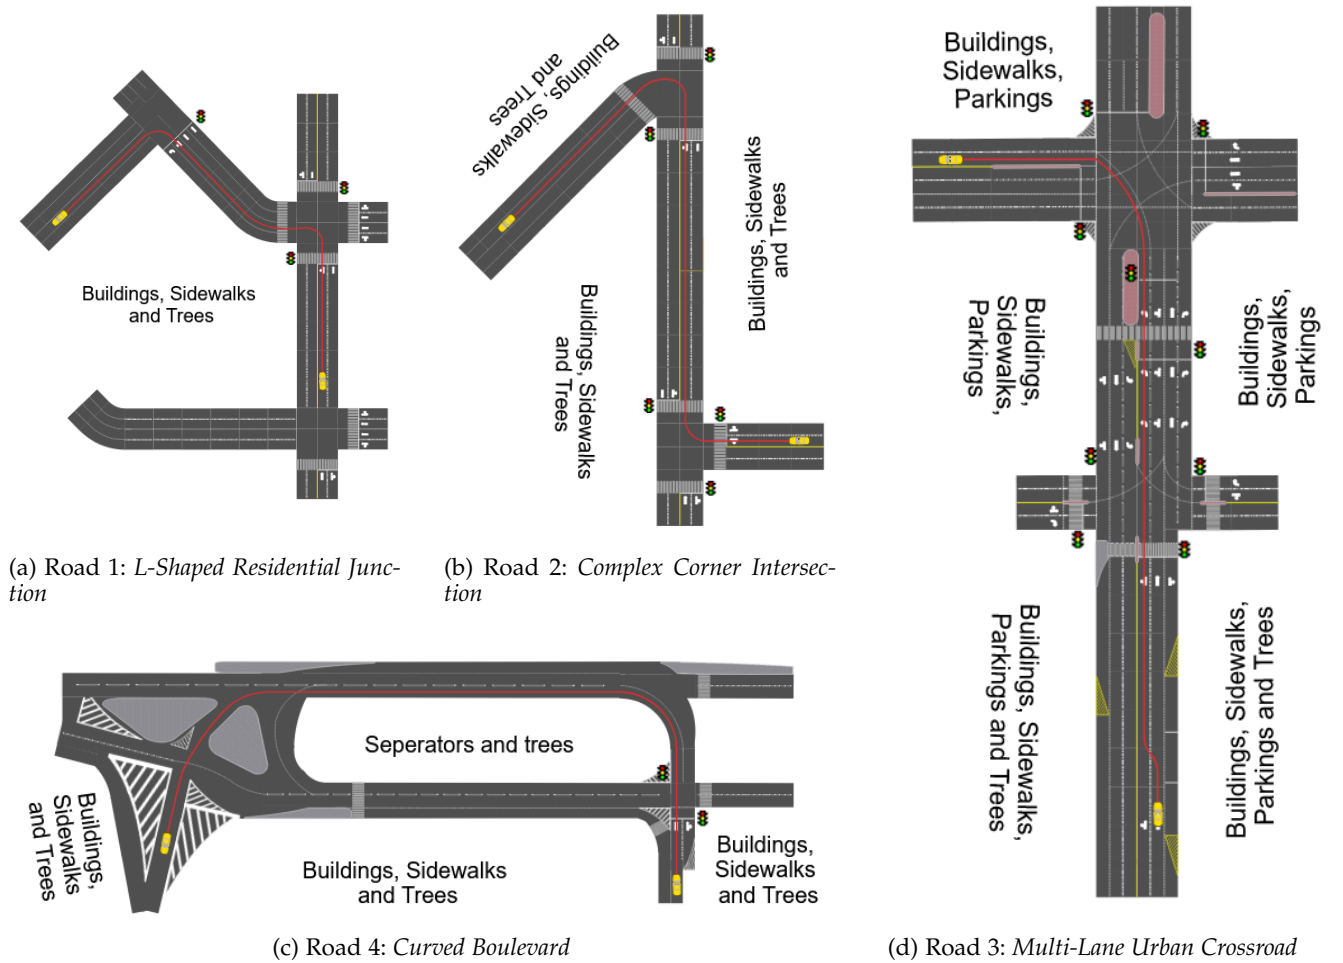 Buildings, Sidewalks
and Trees
(a) Road 1: L-Shaped Residential Junc-
tion
Buildings, Sidewalks
and Trees
Buildings, Sidewalks
and Trees
Buildings, Sidewalks
and Trees
(b) Road 2: Complex Corner Intersec-
tion
Buildings,
Sidewalks
and Trees
Seperators and trees
Buildings, Sidewalks
and Trees
Buildings,
Sidewalks
and Trees
(c) Road 4: Curved Boulevard
Buildings,
Sidewalks,
Parkings
Buildings,
Sidewalks,
Parkings
Buildings,
Sidewalks,
Parkings
Buildings, Sidewalks,
Parkings and Trees
Buildings, Sidewalks,
Parkings and Trees
(d) Road 3: Multi-Lane Urban Crossroad